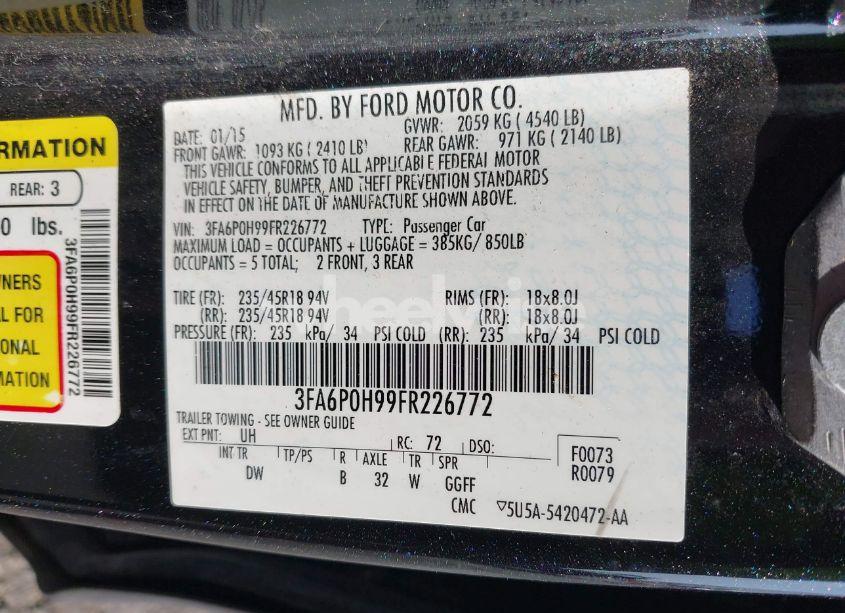 MFD. BY FORD MOTOR CO.
DATE: 01/15 GVWR: 2059 KG ( 4540 LB)
FRONT GAWR: 1093 KG ( 2410 LB) REAR GAWR: 971 KG ( 2140 LB)
THIS VEHICLE CONFORMS TO ALL APPLICABLE FEDERAL MOTOR
VEHICLE SAFETY, BUMPER, AND THEFT PREVENTION STANDARDS
IN EFFECT ON THE DATE OF MANUFACTURE SHOWN ABOVE.
VIN: 3FA6P0H99FR226772 TYPE: Passenger Car
MAXIMUM LOAD = OCCUPANTS + LUGGAGE = 385KG/ 850LB
OCCUPANTS = 5 TOTAL; 2 FRONT, 3 REAR
TIRE (FR): 235/45R18 94V RIMS (FR): 18x8.0J
(RR): 235/45R18 94V (RR): 18x8.0J
PRESSURE (FR): 235 kPa/ 34 PSI COLD (RR): 235 kPa/ 34 PSI COLD
3FA6P0H99FR226772
TRAILER TOWING - SEE OWNER GUIDE
EXT PNT: UH RC: 72 DSO:
INT TR TP/PS R AXLE TR SPR
DW B 32 W GGFF
F0073
R0079
CMC ▽5U5A-5420472-AA
ORMATION
REAR: 3
0 lbs.
WNERS
AL FOR
IONAL
RMATION
3FA6P0H99FR226772